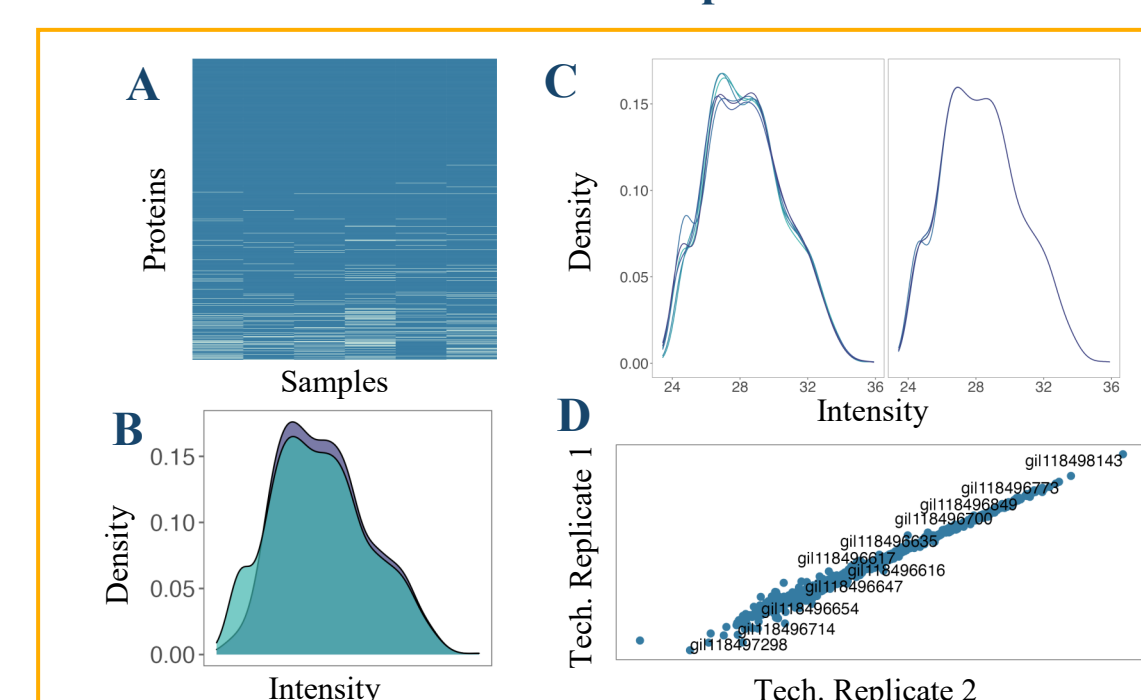 A
Proteins
Samples
B
Density
0.15
0.10
0.05
0.00
Intensity
C
Density
0.15
0.10
0.05
0.00
24 28 32 36 24 28 32 36
Intensity
D
Tech. Replicate 1
gil118498143
gil118496773
gil118496849
gil118496700
gil118496635
gil118496617
gil118496616
gil118496647
gil118496654
gil118496714
gil118497298
Tech. Replicate 2